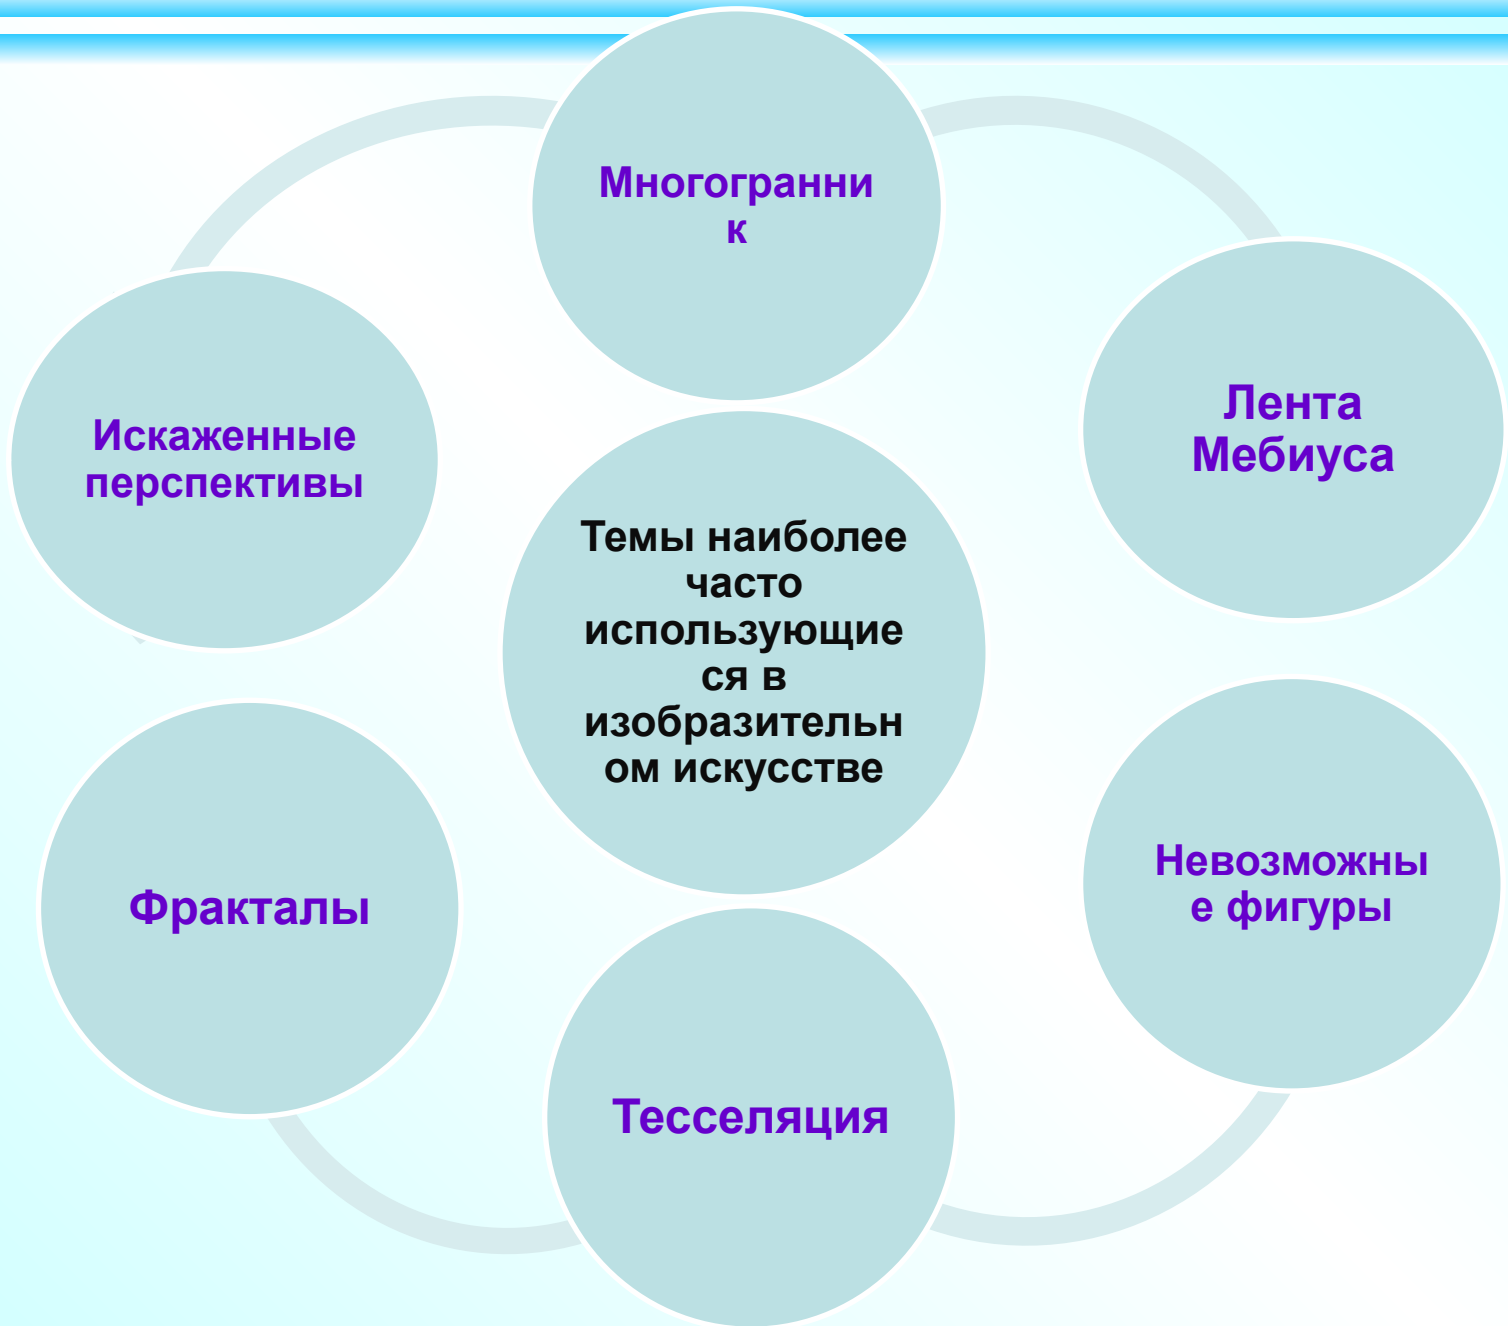 Многогранни
к
Лента
Мебиуса
Искаженные
перспективы
Темы наиболее
часто
использующие
ся в
изобразительн
ом искусстве
Невозможны
е фигуры
Фракталы
Тесселяция